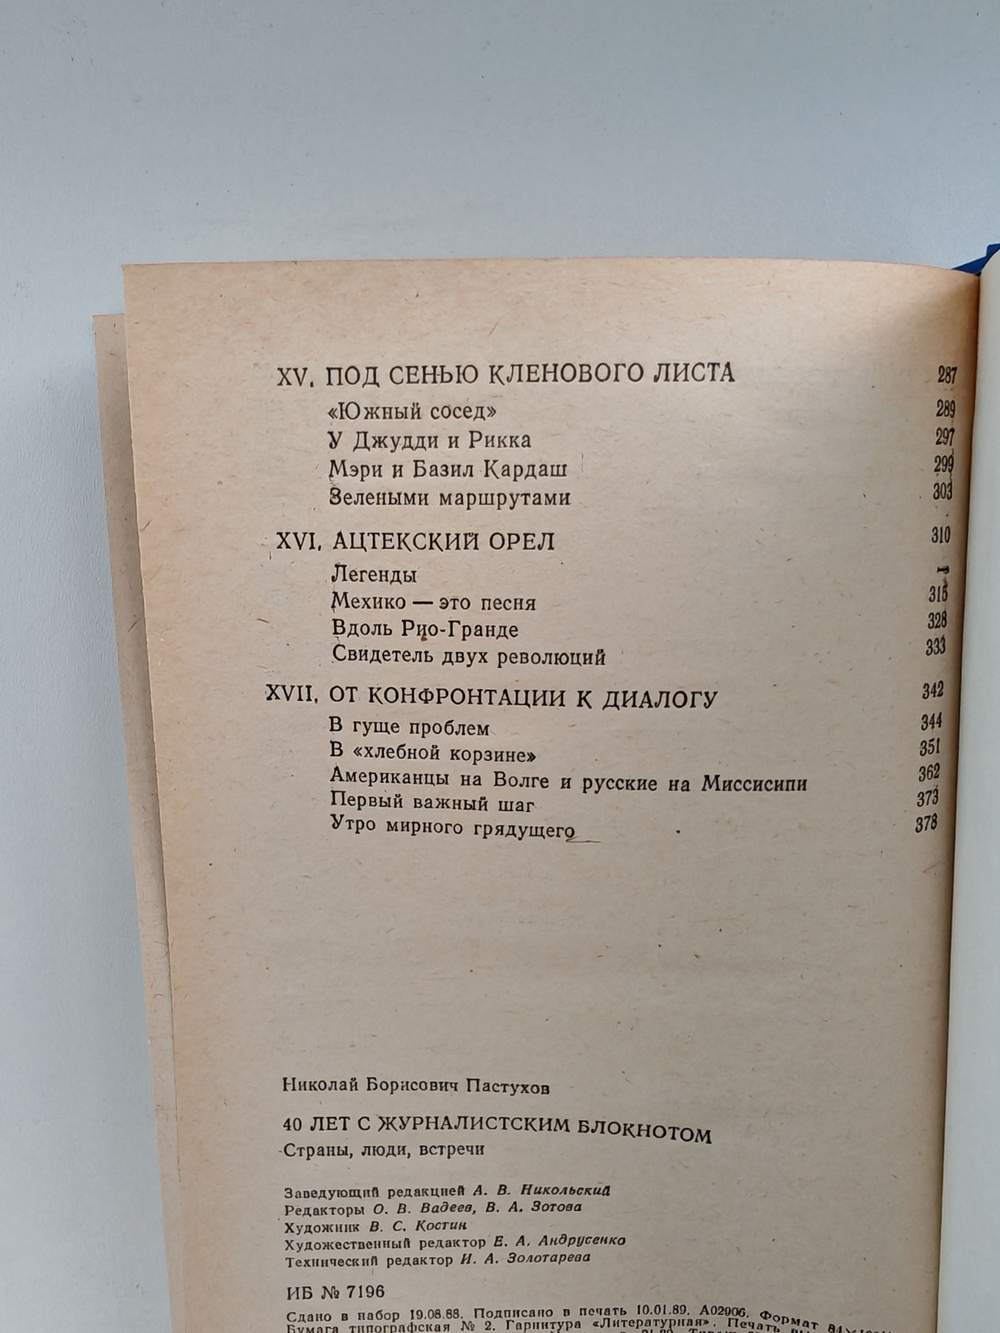 XV. ПОД СЕНЬЮ КЛЕНОВОГО ЛИСТА 287
«Южный сосед» 289
У Джудди и Рикка 297
Мэри и Базил Кардаш 299
Зелеными маршрутами 303
XVI. АЦТЕКСКИЙ ОРЕЛ 310
Легенды —
Мехико — это песня 315
Вдоль Рио-Гранде 328
Свидетель двух революций 333
XVII. ОТ КОНФРОНТАЦИИ К ДИАЛОГУ 342
В гуще проблем 344
В «хлебной корзине» 351
Американцы на Волге и русские на Миссисипи 362
Первый важный шаг 373
Утро мирного грядущего 378
Николай Борисович Пастухов
40 ЛЕТ С ЖУРНАЛИСТСКИМ БЛОКНОТОМ
Страны, люди, встречи
Заведующий редакцией А. В. Никольский
Редакторы О. В. Вадеев, В. А. Зотова
Художник В. С. Костин
Художественный редактор Е. А. Андрусенко
Технический редактор И. А. Золотарева
ИБ № 7196
Сдано в набор 19.08.88. Подписано в печать 10.01.89. А02906. Формат
Бумага типографская № 2. Гарнитура «Литературная». Печать